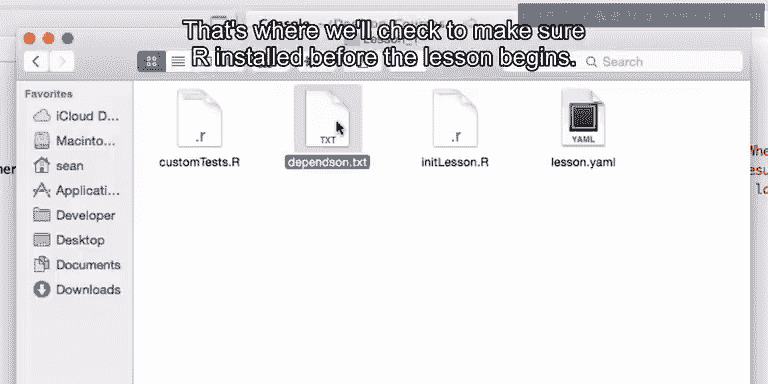 That's where we'll check to make sure
R installed before the lesson begins.
Search
Favorites
iCloud D...
Macinto...
sean
Applicati...
Developer
Desktop
Documents
Downloads
.r
TXT
.r
YAML
customTests.R
dependson.txt
initLesson.R
lesson.yaml